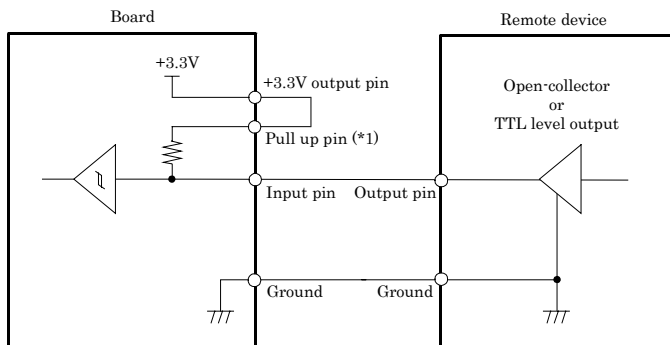 Board
Remote device
+3.3V
+3.3V output pin
Open-collector
or
TTL level output
Pull up pin (*1)
Input pin
Output pin
Ground
Ground